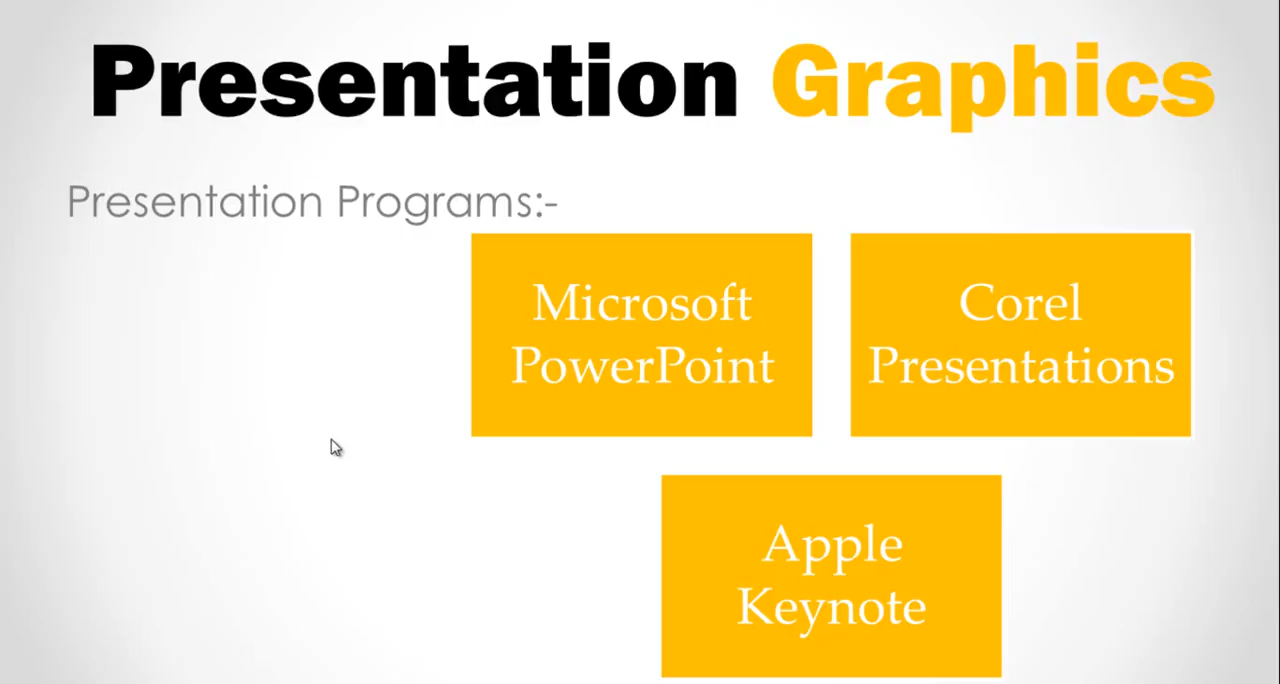 Presentation Graphics
Presentation Programs:-
Microsoft
PowerPoint
Corel
Presentations
Apple
Keynote